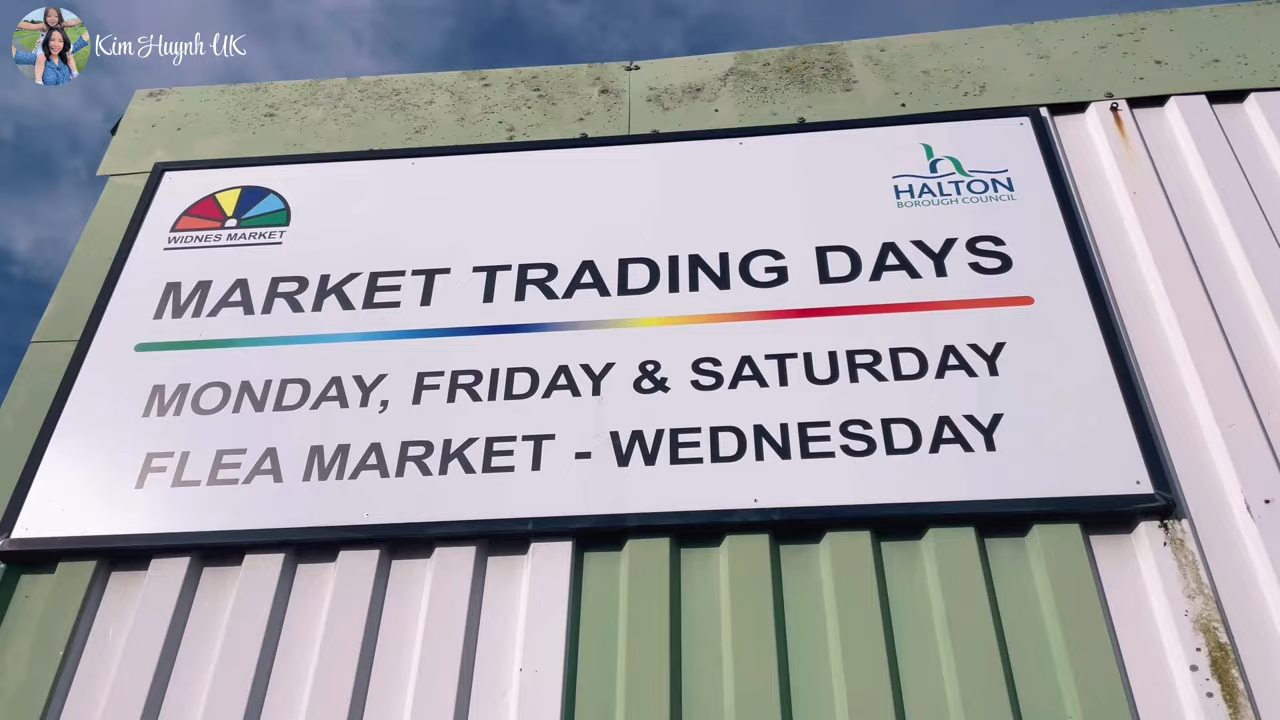 Kim Huynh UK
WIDNES MARKET
HALTON
BOROUGH COUNCIL
MARKET TRADING DAYS
MONDAY, FRIDAY & SATURDAY
FLEA MARKET - WEDNESDAY